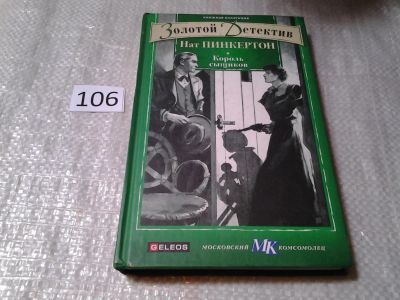 КНИЖНАЯ КОЛЛЕКЦИЯ
Золотой Детектив
Нат ПИНКЕРТОН
Король
сыщиков
106
GELEOS
МОСКОВСКИЙ МК КОМСОМОЛЕЦ